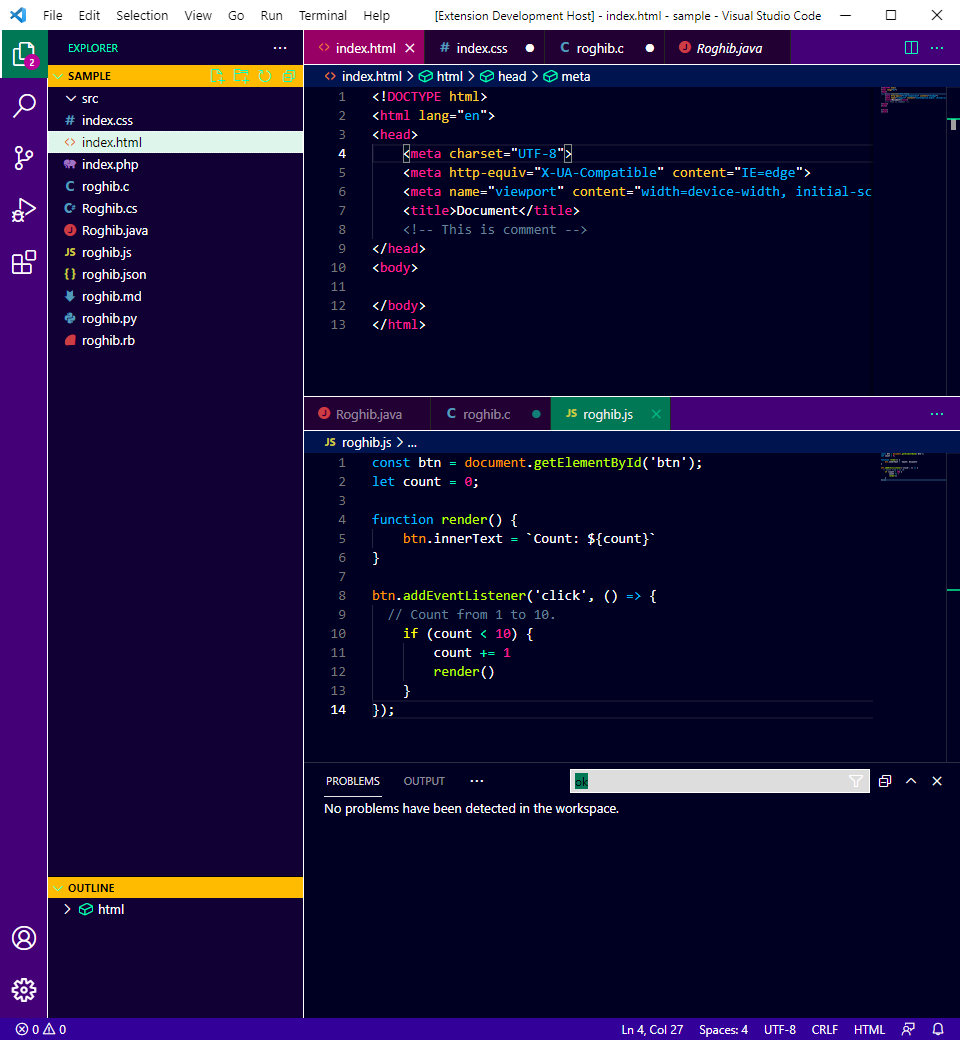 File Edit Selection View Go Run Terminal Help [Extension Development Host] - index.html - sample - Visual Studio Code
2
EXPLORER
SAMPLE
src
index.css
index.html
index.php
roghib.c
Roghib.cs
Roghib.java
roghib.js
roghib.json
roghib.md
roghib.py
roghib.rb
OUTLINE
html
index.html # index.css C roghib.c Roghib.java
index.html > html > head > meta
1 <!DOCTYPE html>
2 <html lang="en">
3 <head>
4 <meta charset="UTF-8">
5 <meta http-equiv="X-UA-Compatible" content="IE=edge">
6 <meta name="viewport" content="width=device-width, initial-sc
7 <title>Document</title>
8 <!-- This is comment -->
9 </head>
10 <body>
11
12 </body>
13 </html>
Roghib.java C roghib.c JS roghib.js
JS roghib.js > ...
1 const btn = document.getElementById('btn');
2 let count = 0;
3
4 function render() {
5 btn.innerText = `Count: ${count}`
6 }
7
8 btn.addEventListener('click', () => {
9 // Count from 1 to 10.
10 if (count < 10) {
11 count += 1
12 render()
13 }
14 });
PROBLEMS OUTPUT ok
No problems have been detected in the workspace.
0 0 Ln 4, Col 27 Spaces: 4 UTF-8 CRLF HTML